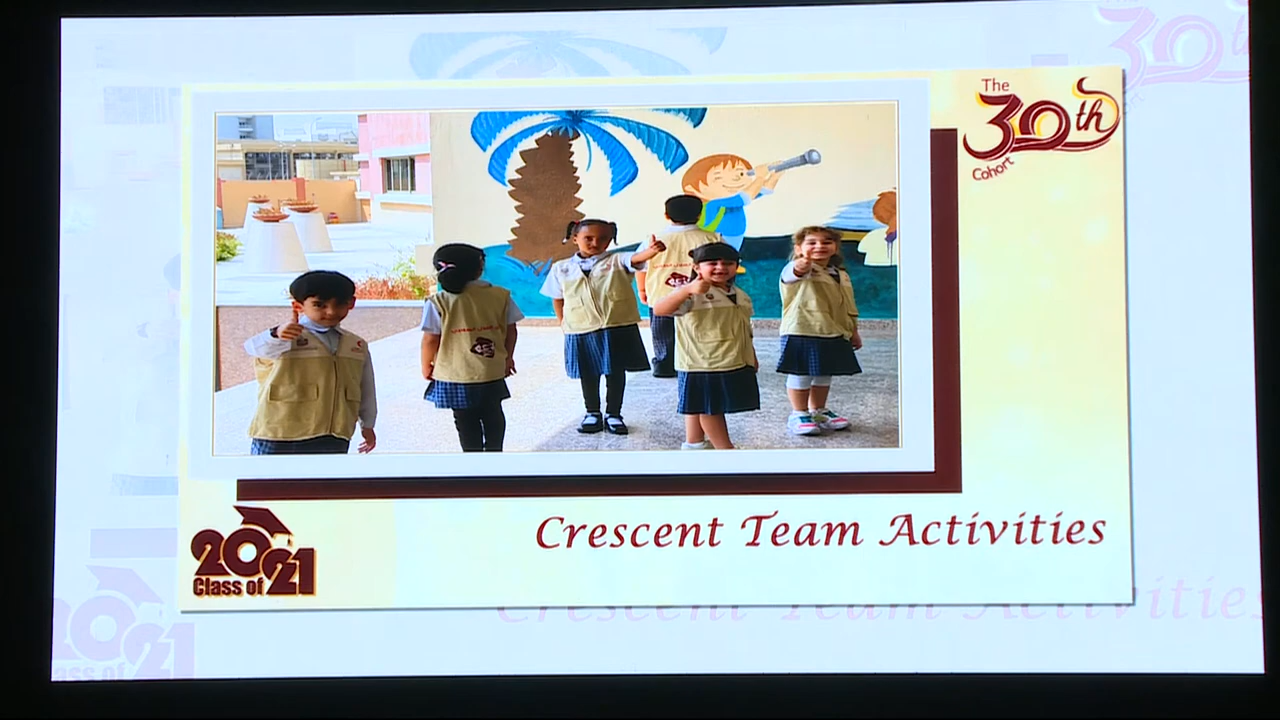 The
30th
Cohort
Crescent Team Activities
2021
Class of